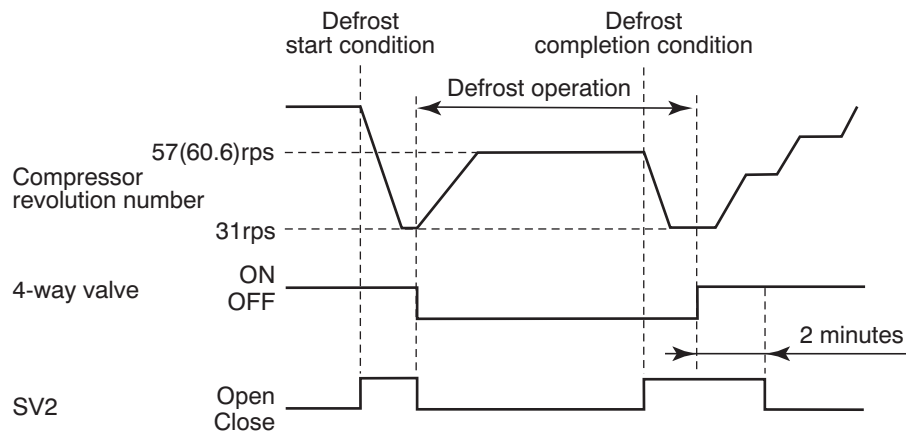 Defrost
start condition
Defrost
completion condition
Defrost operation
57(60.6)rps
Compressor
revolution number
31rps
4-way valve
ON
OFF
2 minutes
SV2
Open
Close